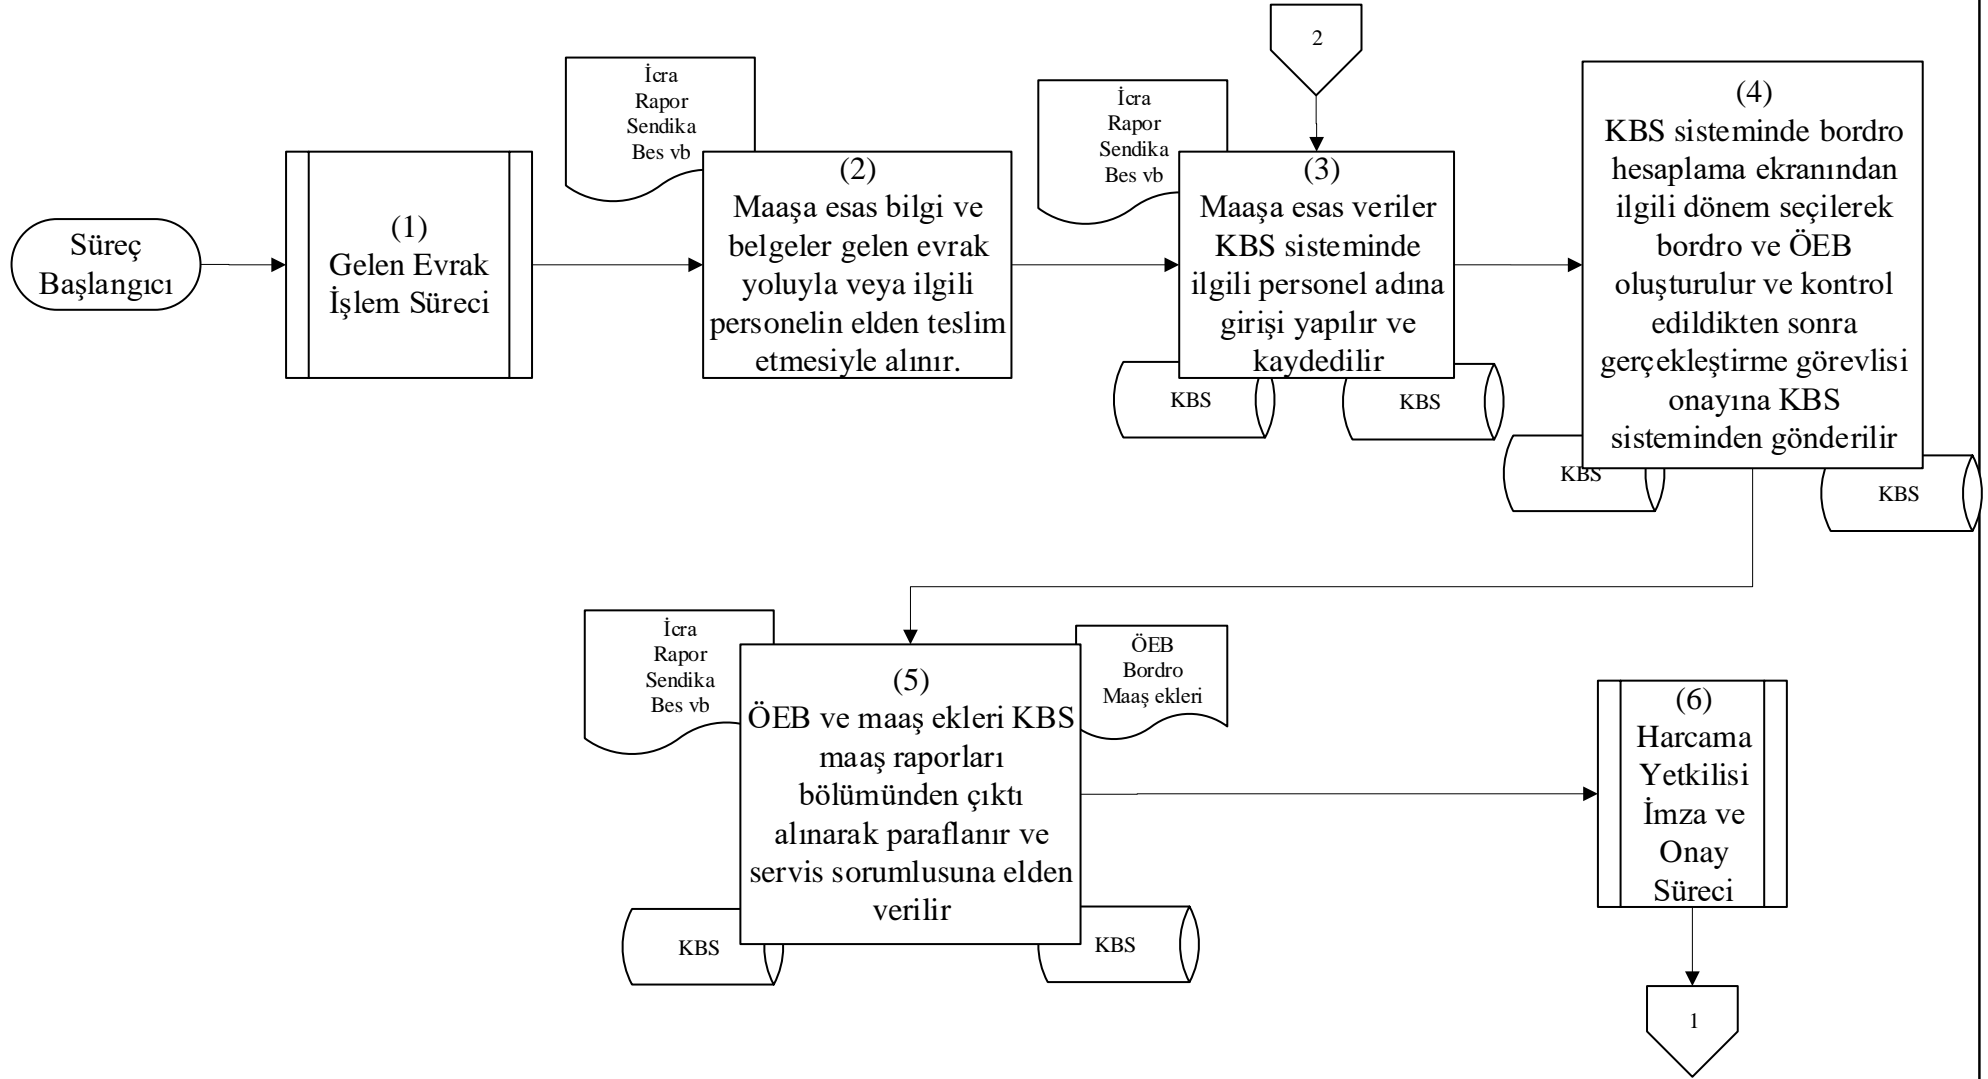 Süreç
Başlangıcı
(1)
Gelen Evrak
İşlem Süreci
İcra
Rapor
Sendika
Bes vb
(2)
Maaşa esas bilgi ve
belgeler gelen evrak
yoluyla veya ilgili
personelin elden teslim
etmesiyle alınır.
2
İcra
Rapor
Sendika
Bes vb
(3)
Maaşa esas veriler
KBS sisteminde
ilgili personel adına
girişi yapılır ve
kaydedilir
KBS
KBS
(4)
KBS sisteminde bordro
hesaplama ekranından
ilgili dönem seçilerek
bordro ve ÖEB
oluşturulur ve kontrol
edildikten sonra
gerçekleştirme görevlisi
onayına KBS
sisteminden gönderilir
KBS
KBS
İcra
Rapor
Sendika
Bes vb
ÖEB
Bordro
Maaş ekleri
(5)
ÖEB ve maaş ekleri KBS
maaş raporları
bölümünden çıktı
alınarak paraflanır ve
servis sorumlusuna elden
verilir
KBS
KBS
(6)
Harcama
Yetkilisi
İmza ve
Onay
Süreci
1